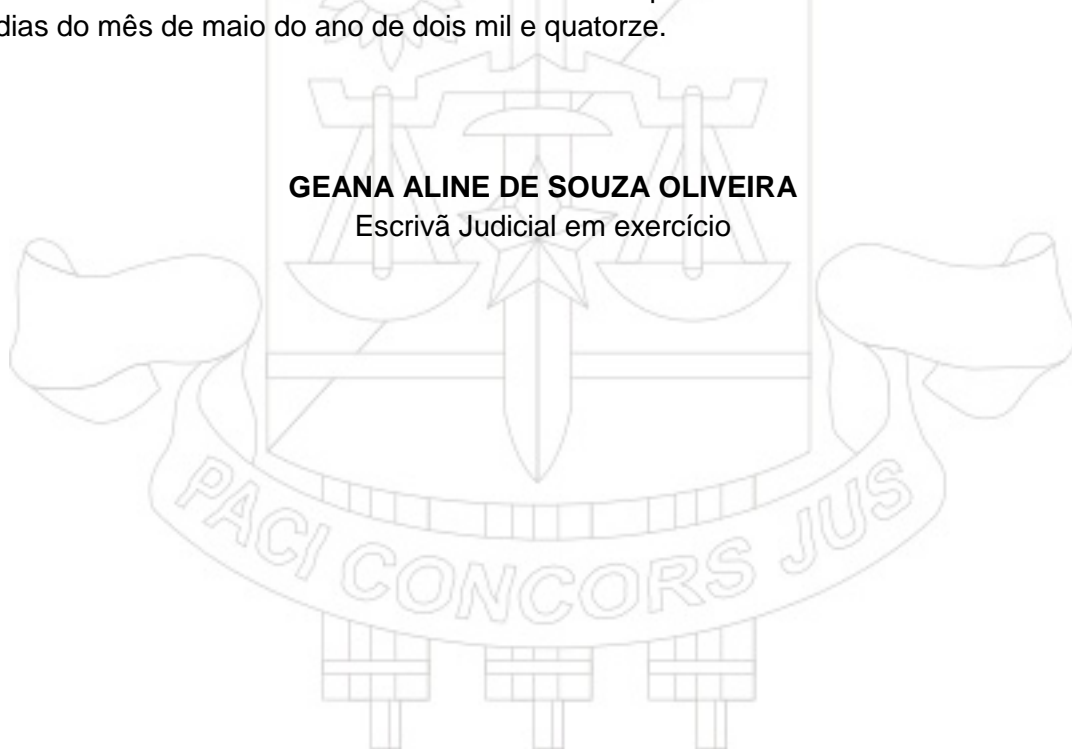 dias do mês de maio do ano de dois mil e quatorze.
GEANA ALINE DE SOUZA OLIVEIRA
Escrivã Judicial em exercício
PACI CONCORS JUS